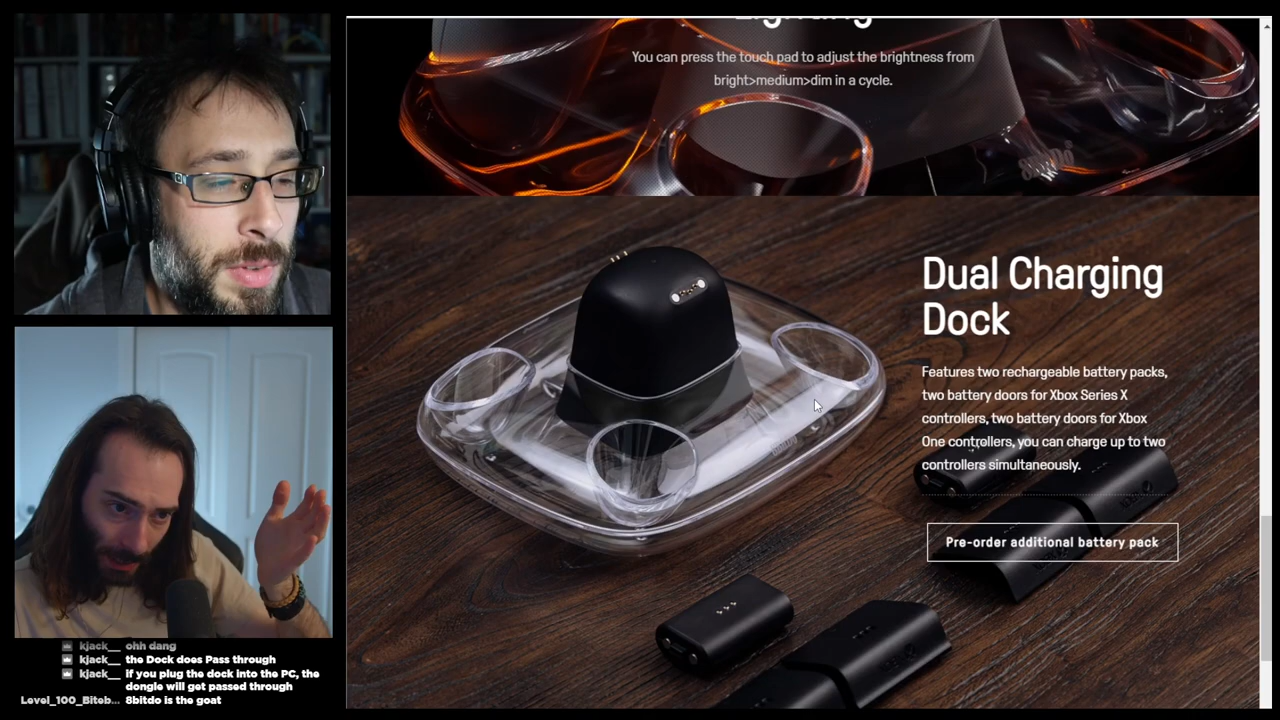 Lighting
You can press the touch pad to adjust the brightness from
bright>medium>dim in a cycle.
Dual Charging
Dock
Features two rechargeable battery packs,
two battery doors for Xbox Series X
controllers, two battery doors for Xbox
One controllers, you can charge up to two
controllers simultaneously.
Pre-order additional battery pack
kjack__ ohh dang
kjack__ the Dock does Pass through
kjack__ if you plug the dock into the PC, the
dongle will get passed through
Level_100_Biteb... 8bitdo is the goat